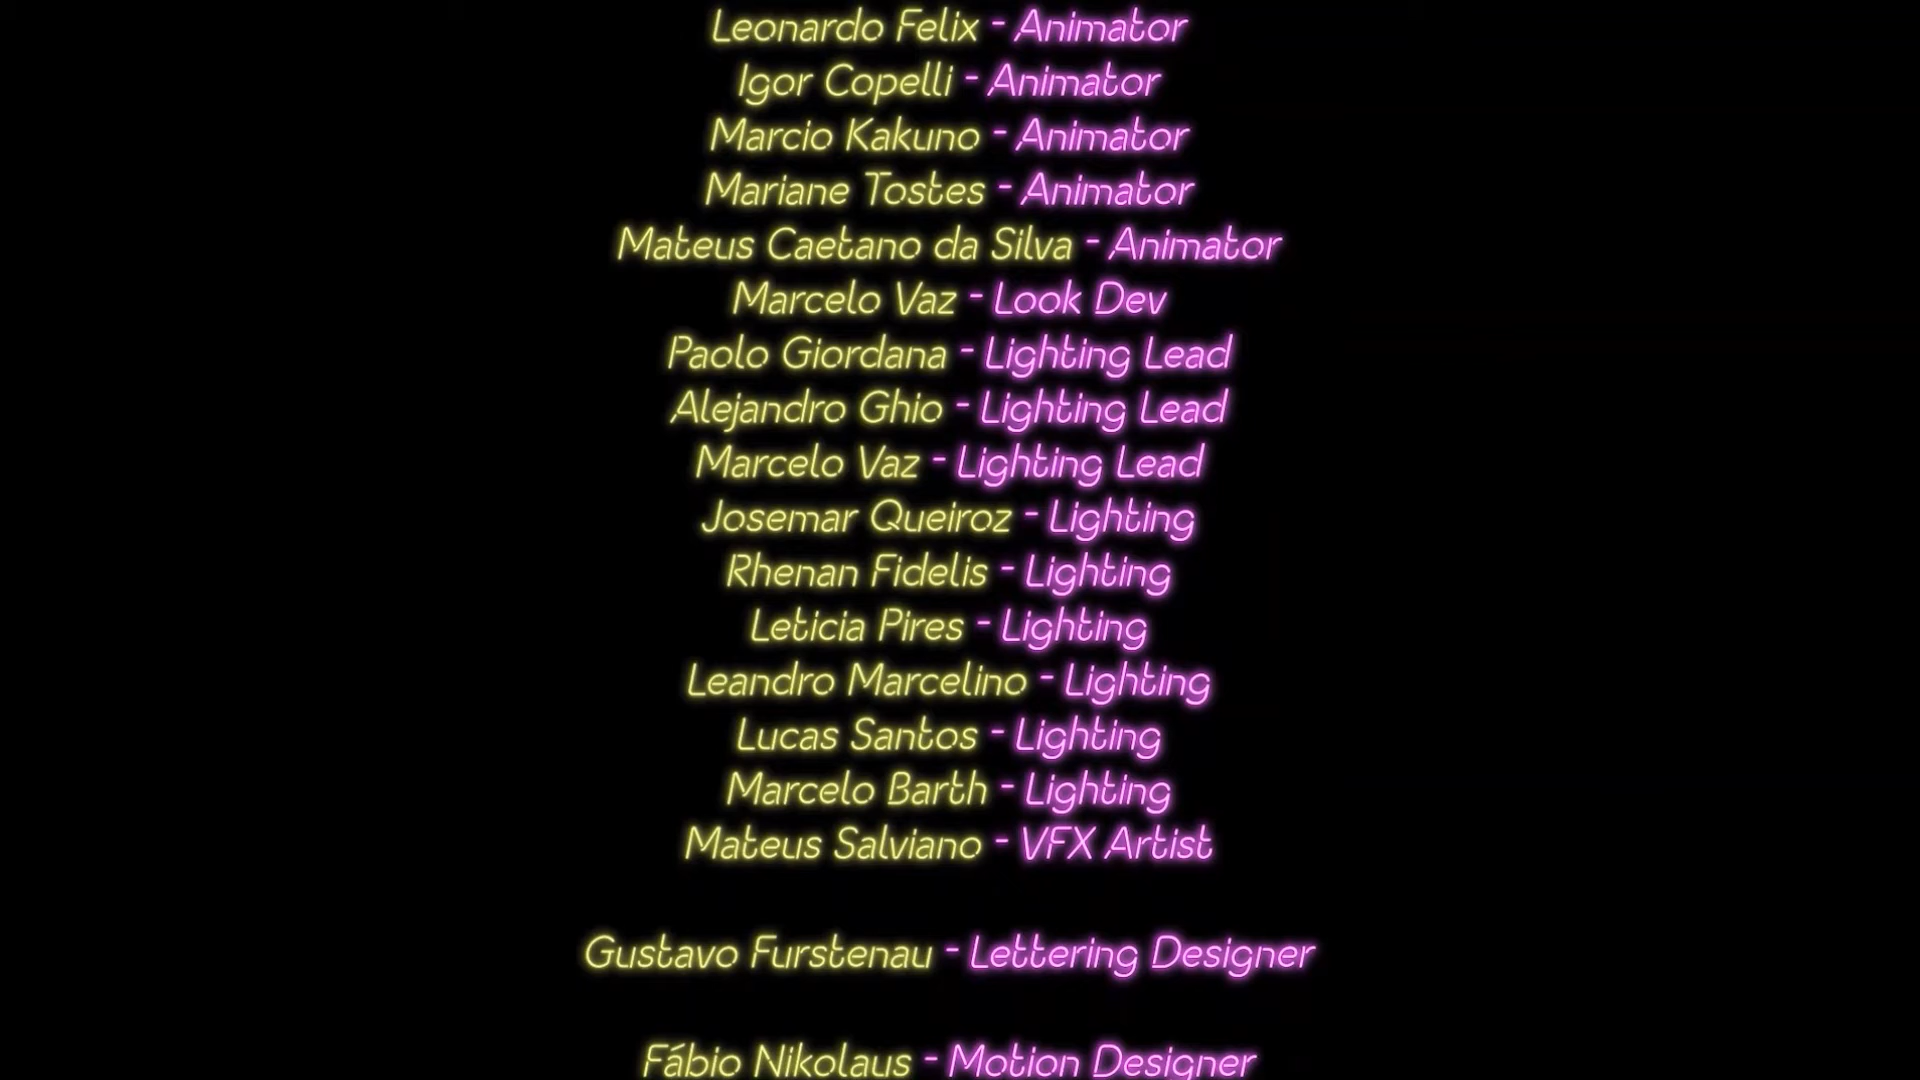 Leonardo Felix - Animator
Igor Copelli - Animator
Marcio Kakuno - Animator
Mariane Tostes - Animator
Mateus Caetano da Silva - Animator
Marcelo Vaz - Look Dev
Paolo Giordana - Lighting Lead
Alejandro Ghio - Lighting Lead
Marcelo Vaz - Lighting Lead
Josemar Queiroz - Lighting
Rhenan Fidelis - Lighting
Leticia Pires - Lighting
Leandro Marcelino - Lighting
Lucas Santos - Lighting
Marcelo Barth - Lighting
Mateus Salviano - VFX Artist
Gustavo Furstenau - Lettering Designer
Fábio Nikolaus - Motion Designer